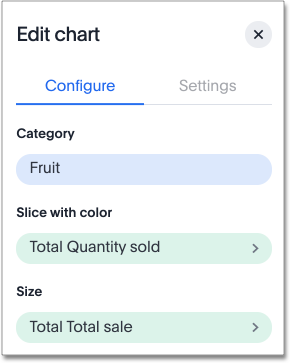 Edit chart
Configure Settings
Category
Fruit
Slice with color
Total Quantity sold
Size
Total Total sale